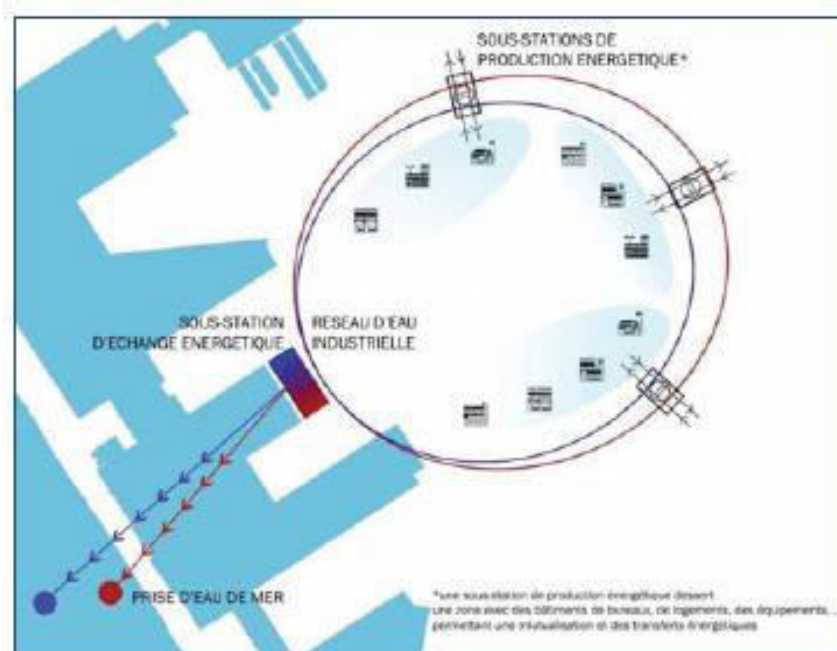 SOUS-STATIONS DE
PRODUCTION ENERGETIQUE*
SOUS-STATION
D'ECHANGE ENERGETIQUE
RESEAU D'EAU
INDUSTRIELLE
PRISE D'EAU DE MER
*une sous-station de production énergétique dessert
une zone avec des bâtiments de bureaux, de logements, des équipements...
permettant une mutualisation et des transferts énergétiques